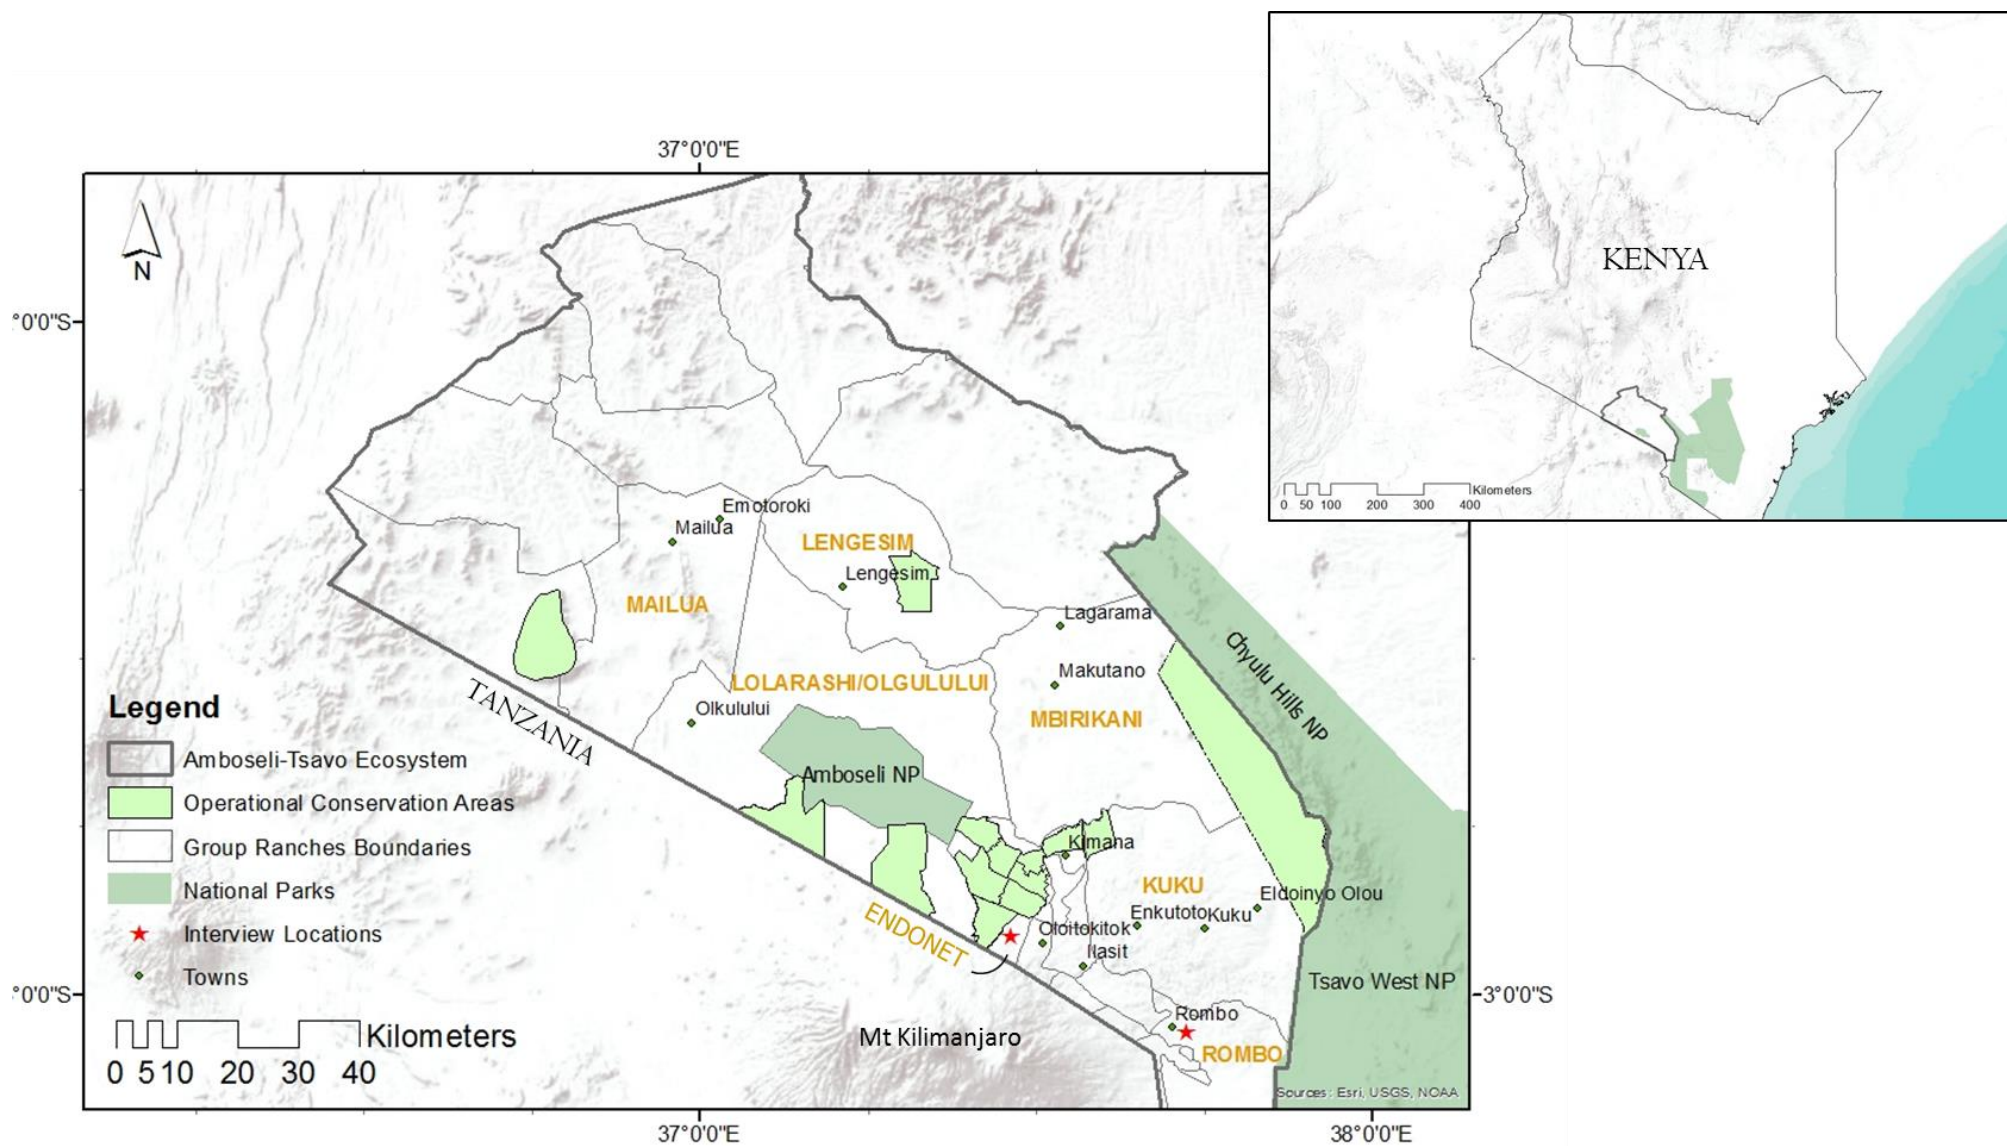 KENYA
Kilometers
0 50 100 200 300 400
37°0'0"E
N
°0'0"S
Emotoroki
Mailua
LENGESIM
Lengesim
MAILUA
Lagarama
Makutano
Chyulu Hills NP
LOLARASHI/OLGULULUI
MBIRIKANI
Olkululu​i
TANZANIA
Amboseli NP
Kimana
KUKU
Eldoinyo Olou
Enkutoto
Kuku
ENDONET
Oloitokitok
Ilasit
Tsavo West NP
°0'0"S
3°0'0"S
Rombo
ROMBO
Mt Kilimanjaro
Legend
Amboseli-Tsavo Ecosystem
Operational Conservation Areas
Group Ranches Boundaries
National Parks
Interview Locations
Towns
Kilometers
0 5 10 20 30 40
Sources: Esri, USGS, NOAA
37°0'0"E
38°0'0"E